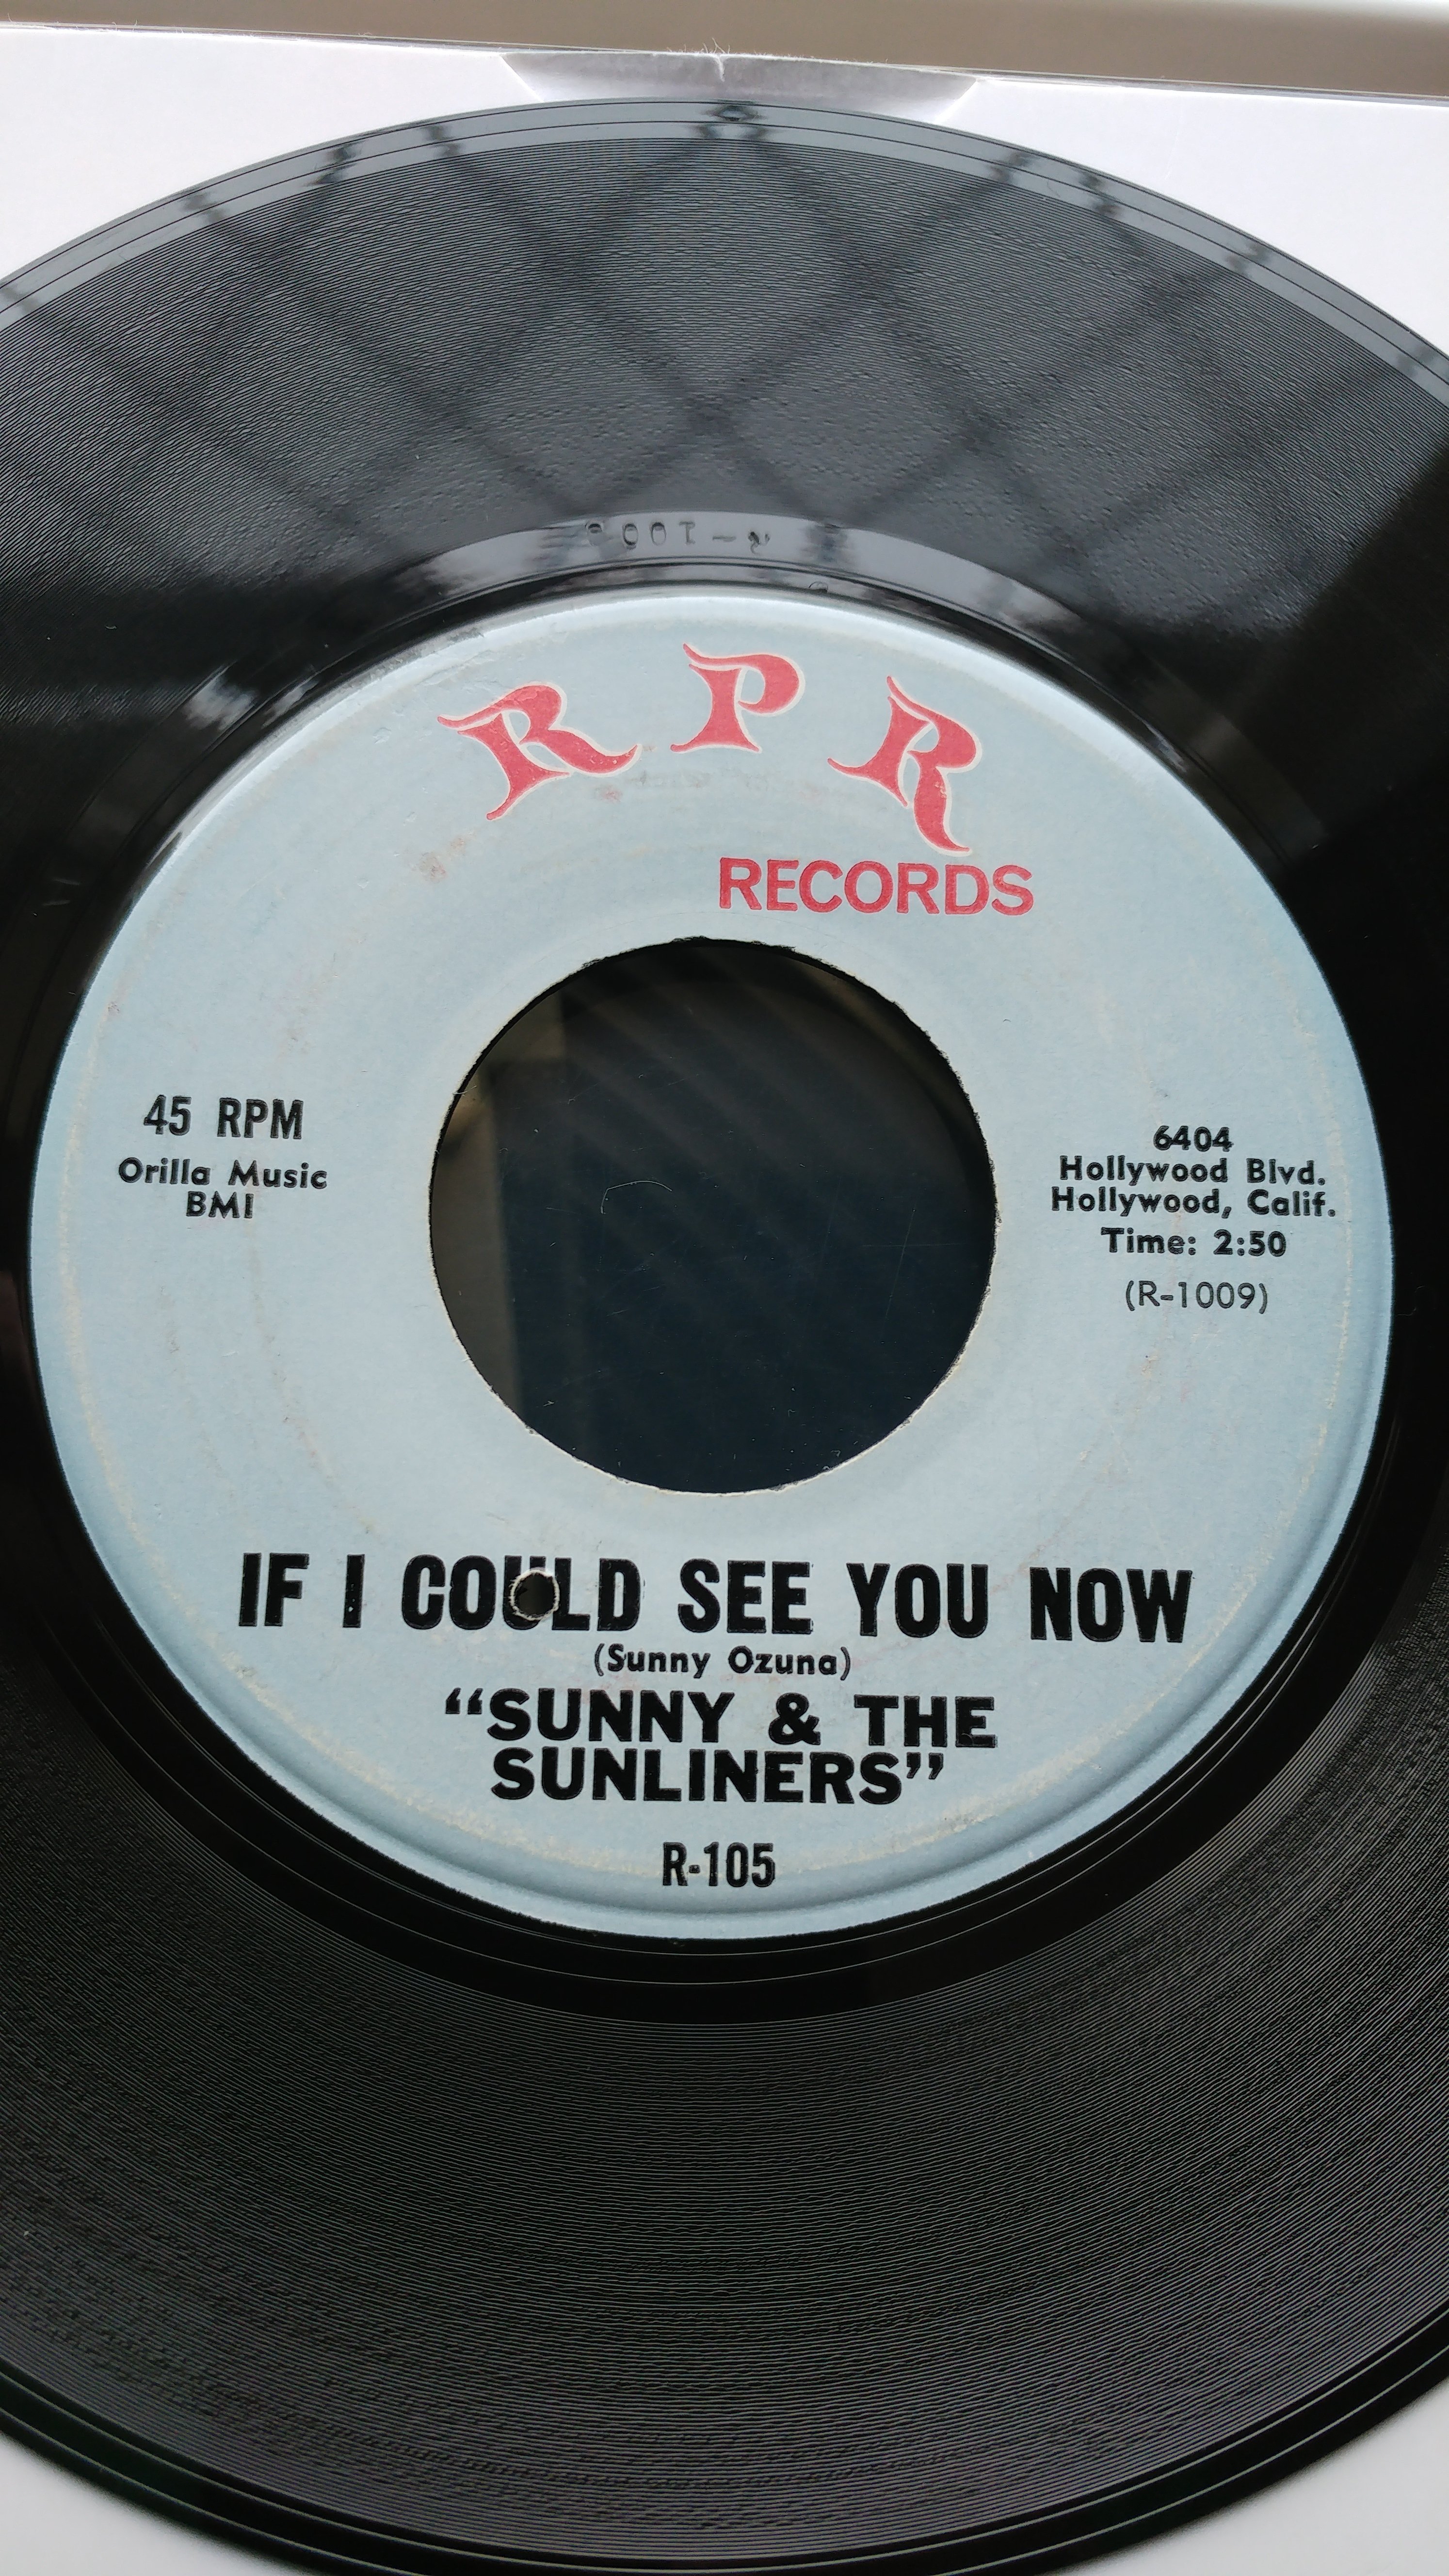 R P R
RECORDS
45 RPM
Orilla Music
BMI
6404
Hollywood Blvd.
Hollywood, Calif.
Time: 2:50
(R-1009)
IF I COULD SEE YOU NOW
(Sunny Ozuna)
“SUNNY & THE
SUNLINERS”
R-105